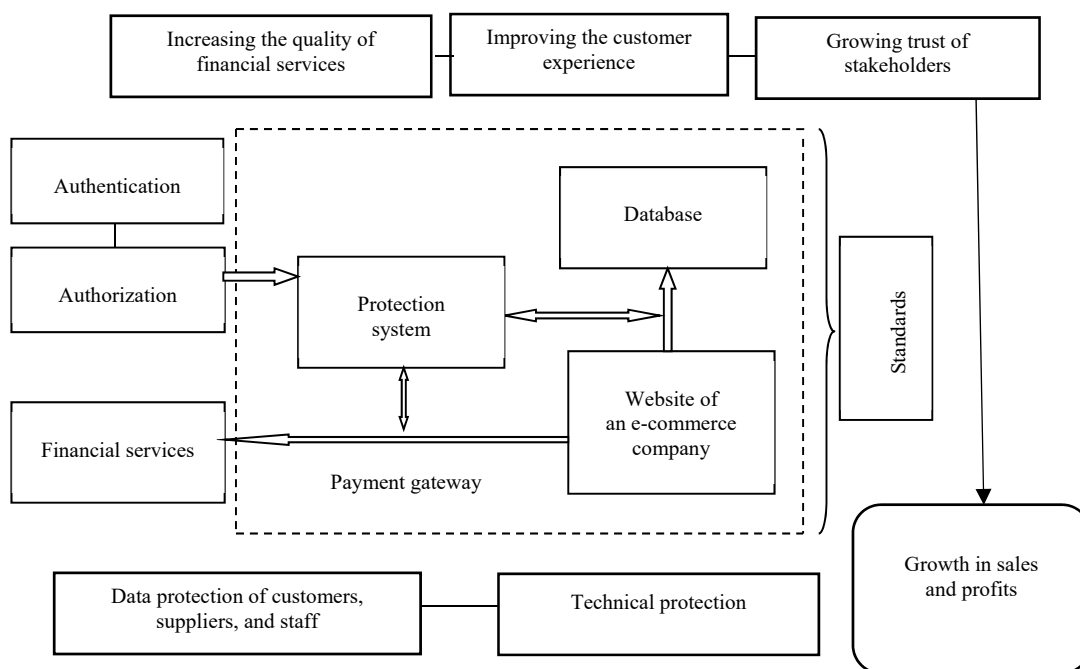 Increasing the quality of
financial services
Improving the customer
experience
Growing trust of
stakeholders
Authentication
Database
Authorization
Protection
system
Standards
Website of
an e-commerce
company
Financial services
Payment gateway
Growth in sales
and profits
Data protection of customers,
suppliers, and staff
Technical protection